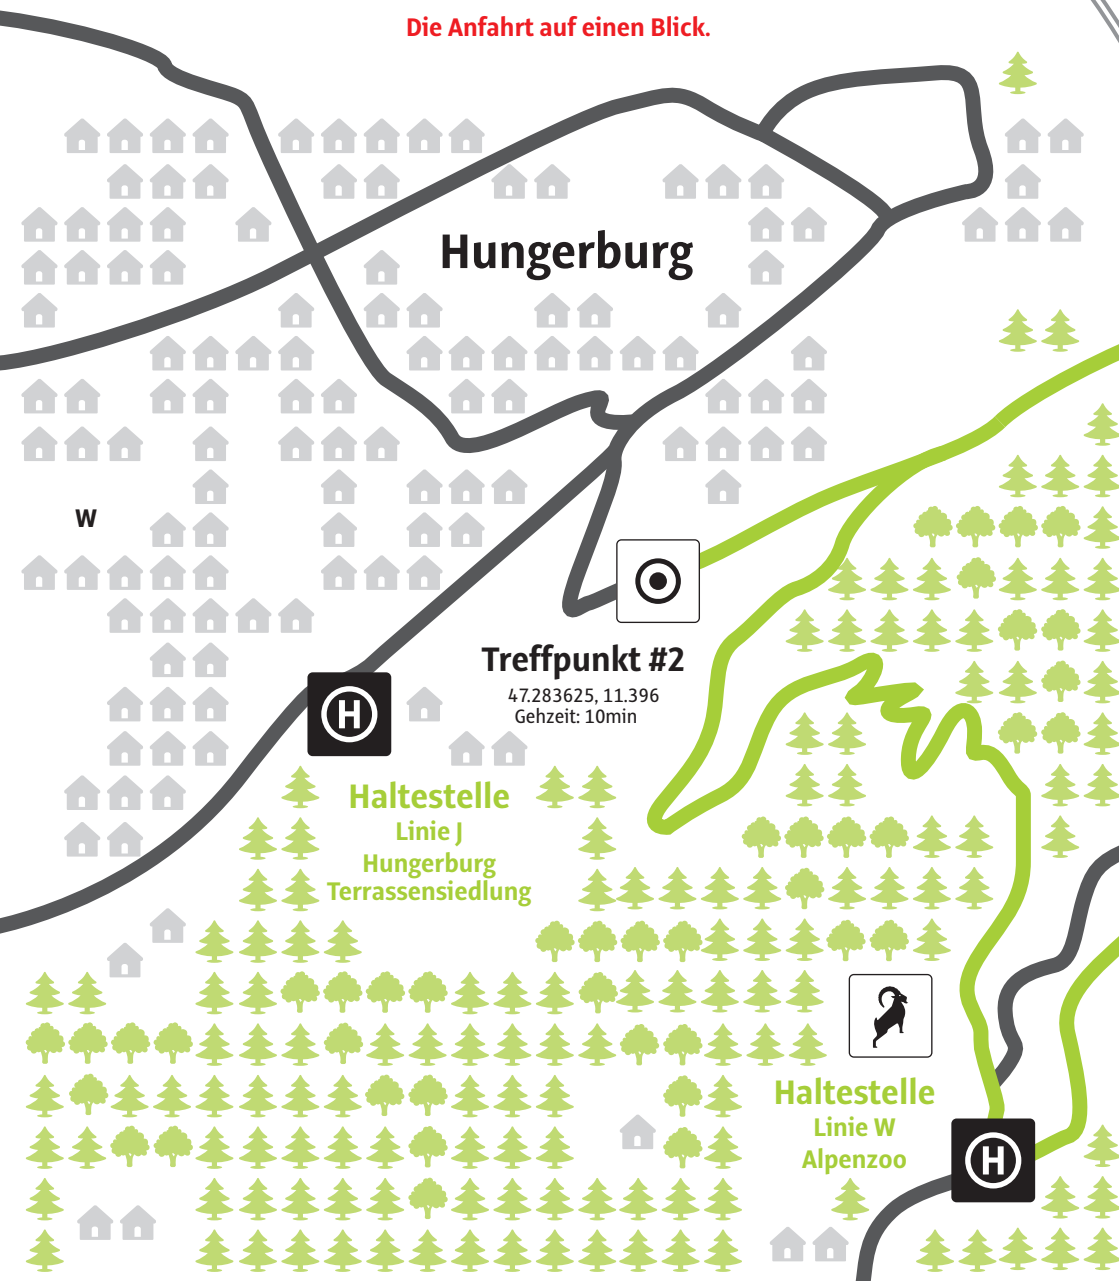 Die Anfahrt auf einen Blick.
Hungerburg
W
Treffpunkt #2
47.283625, 11.396
Gehzeit: 10min
H
Haltestelle
Linie J
Hungerburg
Terrassensiedlung
Haltestelle
Linie W
Alpenzoo
H